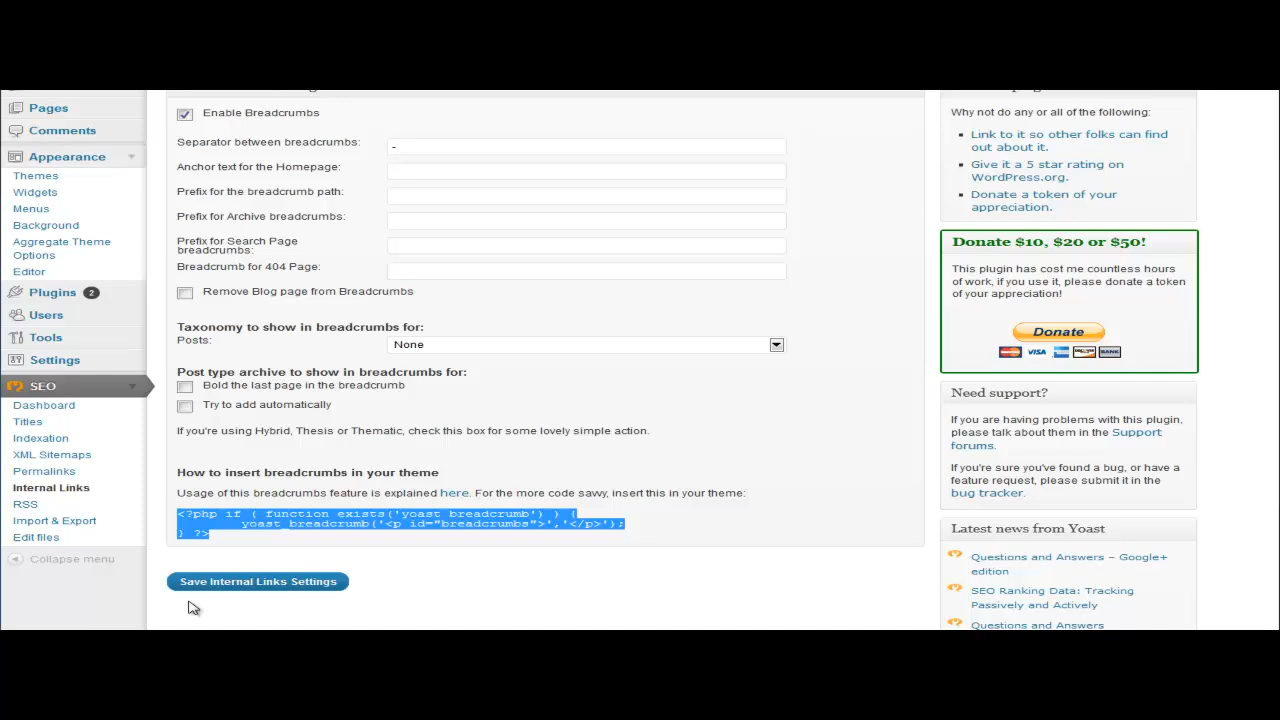 Pages
Comments
Appearance
Themes
Widgets
Menus
Background
Aggregate Theme
Options
Editor
Plugins 2
Users
Tools
Settings
SEO
Dashboard
Titles
Indexation
XML Sitemaps
Permalinks
Internal Links
RSS
Import & Export
Edit files
Collapse menu
Enable Breadcrumbs
Separator between breadcrumbs: -
Anchor text for the Homepage:
Prefix for the breadcrumb path:
Prefix for Archive breadcrumbs:
Prefix for Search Page
breadcrumbs:
Breadcrumb for 404 Page:
Remove Blog page from Breadcrumbs
Taxonomy to show in breadcrumbs for:
Posts: None
Post type archive to show in breadcrumbs for:
Bold the last page in the breadcrumb
Try to add automatically
If you're using Hybrid, Thesis or Thematic, check this box for some lovely simple action.
How to insert breadcrumbs in your theme
Usage of this breadcrumbs feature is explained here. For the more code savvy, insert this in your theme:
<?php if ( function_exists('yoast_breadcrumb') ) {
yoast_breadcrumb('<p id="breadcrumbs">','</p>');
} ?>
Save Internal Links Settings
Why not do any or all of the following:
Link to it so other folks can find
out about it.
Give it a 5 star rating on
WordPress.org.
Donate a token of your
appreciation.
Donate $10, $20 or $50!
This plugin has cost me countless hours
of work, if you use it, please donate a token
of your appreciation!
Donate
VISA
BANK
Need support?
If you are having problems with this plugin,
please talk about them in the Support
forums.
If you're sure you've found a bug, or have a
feature request, please submit it in the
bug tracker.
Latest news from Yoast
Questions and Answers – Google+
edition
SEO Ranking Data: Tracking
Passively and Actively
Questions and Answers